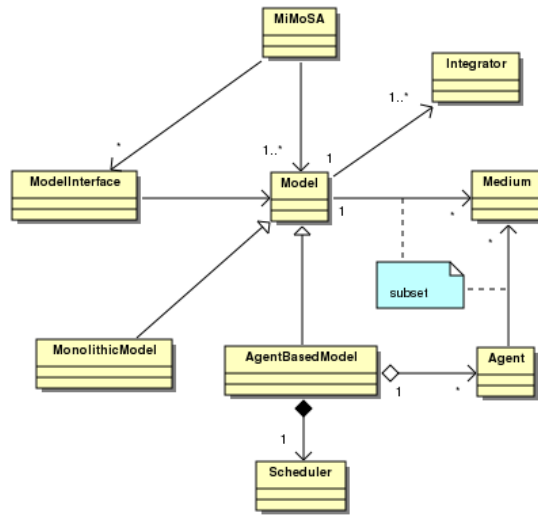 MiMoSA
Integrator
1..*
*
1..*
1
ModelInterface
Model
Medium
1
*
*
subset
MonolithicModel
AgentBasedModel
Agent
1
*
1
Scheduler